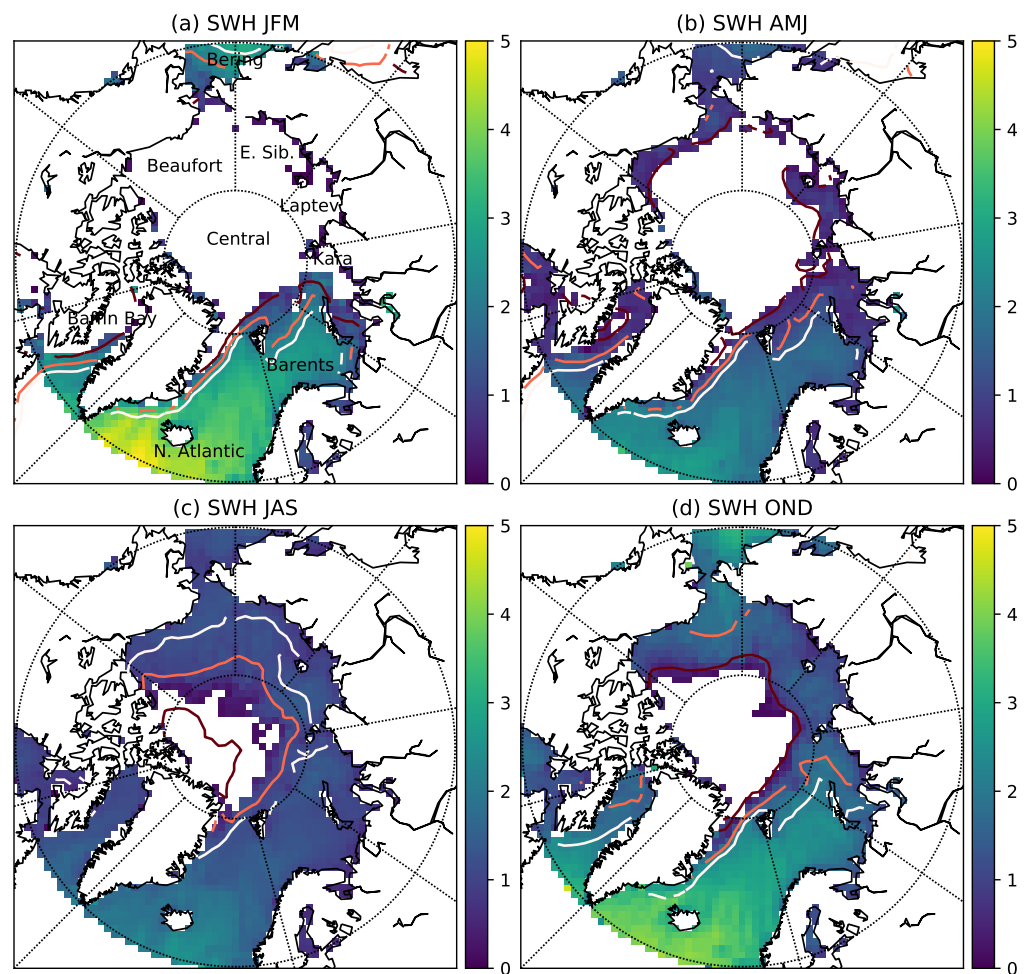 (a) SWH JFM
Bering
Beaufort
E. Sib.
Laptev
Central
Kara
Baffin Bay
Barents
N. Atlantic
5
4
3
2
1
0
(b) SWH AMJ
5
4
3
2
1
0
(c) SWH JAS
5
4
3
2
1
0
(d) SWH OND
5
4
3
2
1
0